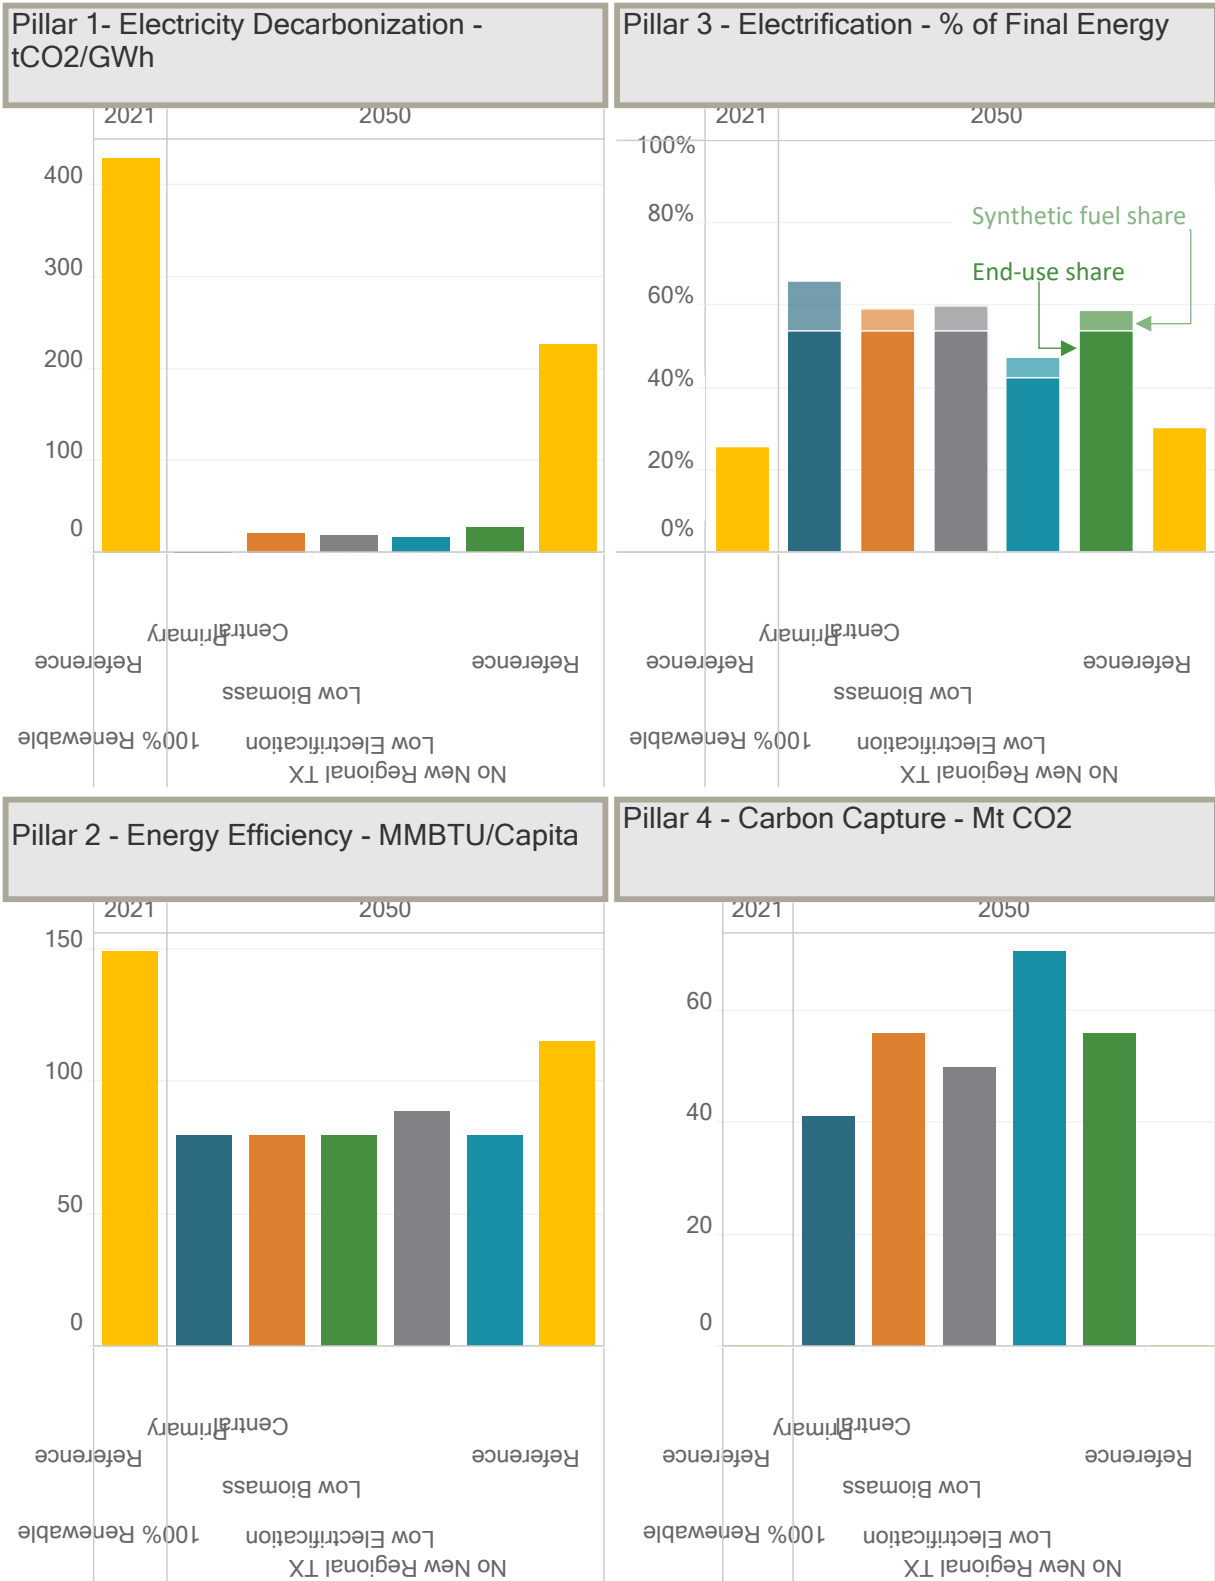 Pillar 1- Electricity Decarbonization -
tCO2/GWh
2021
2050
400
300
200
100
0
Primary
Central
Reference
Reference
Low Biomass
100% Renewable
Low Electrification
No New Regional TX
Pillar 3 - Electrification - % of Final Energy
2021
2050
100%
80%
60%
40%
20%
0%
Synthetic fuel share
End-use share
Primary
Central
Reference
Reference
Low Biomass
100% Renewable
Low Electrification
No New Regional TX
Pillar 2 - Energy Efficiency - MMBTU/Capita
2021
2050
150
100
50
0
Primary
Central
Reference
Reference
Low Biomass
100% Renewable
Low Electrification
No New Regional TX
Pillar 4 - Carbon Capture - Mt CO2
2021
2050
60
40
20
0
Primary
Central
Reference
Reference
Low Biomass
100% Renewable
Low Electrification
No New Regional TX